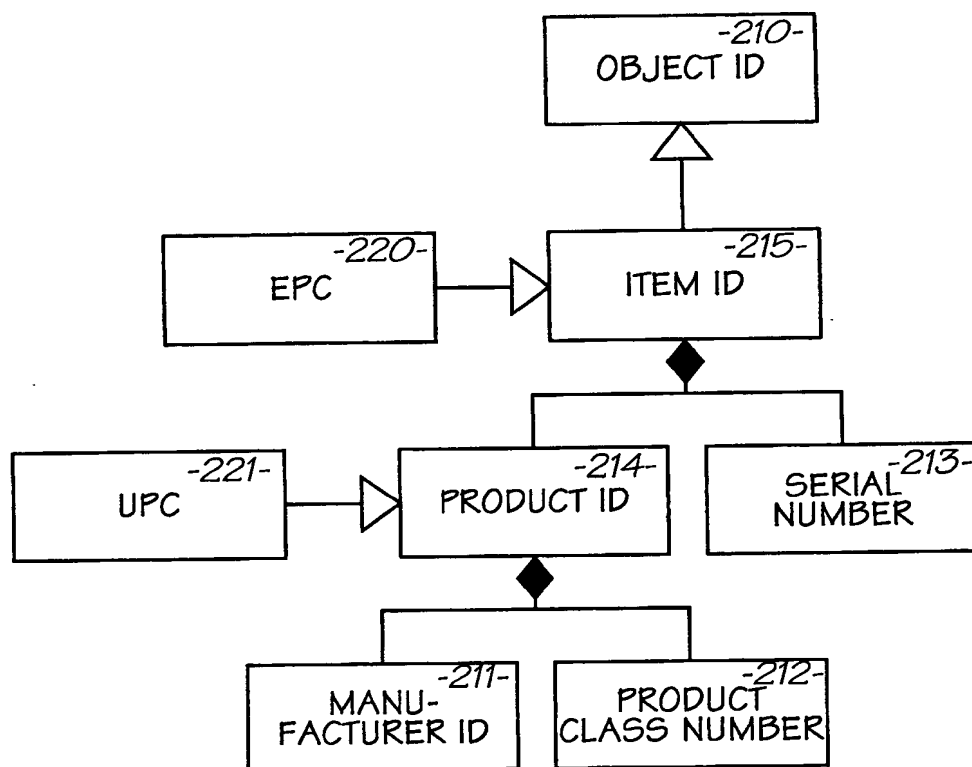 -210-
OBJECT ID
-220-
EPC
-215-
ITEM ID
-221-
UPC
-214-
PRODUCT ID
-213-
SERIAL
NUMBER
-211-
MANU-
FACTURER ID
-212-
PRODUCT
CLASS NUMBER